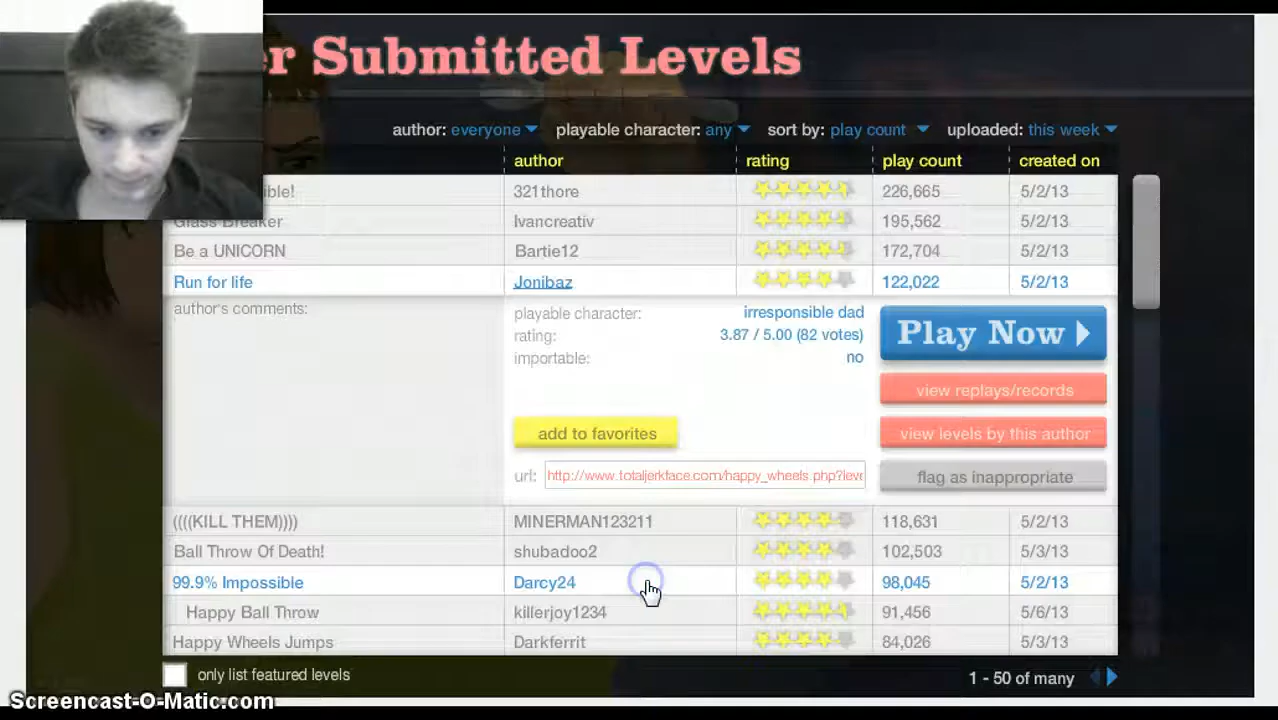 er Submitted Levels
author: everyone playable character: any sort by: play count uploaded: this week
author rating play count created on
ible! 321thore 226,665 5/2/13
Glass Breaker Ivancreativ 195,562 5/2/13
Be a UNICORN Bartie12 172,704 5/2/13
Run for life Jonibaz 122,022 5/2/13
author's comments:
playable character: irresponsible dad
rating: 3.87 / 5.00 (82 votes)
importable: no
Play Now
view replays/records
add to favorites
view levels by this author
url: http://www.totaljerkface.com/happy_wheels.php?leve
flag as inappropriate
((((KILL THEM)))) MINERMAN123211 118,631 5/2/13
Ball Throw Of Death! shubadoo2 102,503 5/3/13
99.9% Impossible Darcy24 98,045 5/2/13
Happy Ball Throw killerjoy1234 91,456 5/6/13
Happy Wheels Jumps Darkferrit 84,026 5/3/13
only list featured levels
1 - 50 of many
Screencast-O-Matic.com